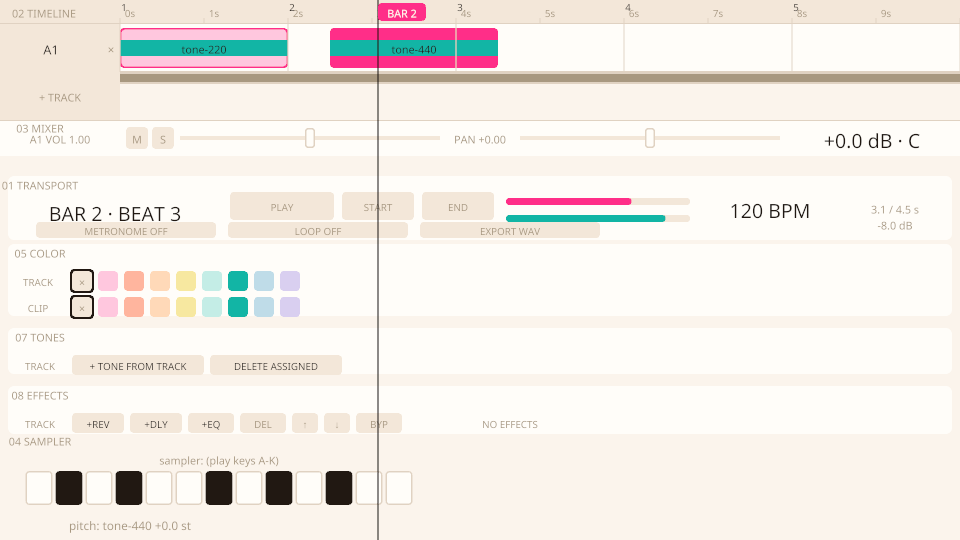 02 TIMELINE
1 BAR 2 3 4 5
0s 1s 2s 4s 5s 6s 7s 8s 9s
A1 × tone-220 tone-440
+ TRACK
03 MIXER
A1 VOL 1.00 M S PAN +0.00 +0.0 dB · C
01 TRANSPORT
BAR 2 · BEAT 3 PLAY START END 120 BPM 3.1 / 4.5 s
METRONOME OFF LOOP OFF EXPORT WAV -8.0 dB
05 COLOR
TRACK ×
CLIP ×
07 TONES
TRACK + TONE FROM TRACK DELETE ASSIGNED
08 EFFECTS
TRACK +REV +DLY +EQ DEL ↑ ↓ BYP NO EFFECTS
04 SAMPLER
sampler: (play keys A-K)
pitch: tone-440 +0.0 st